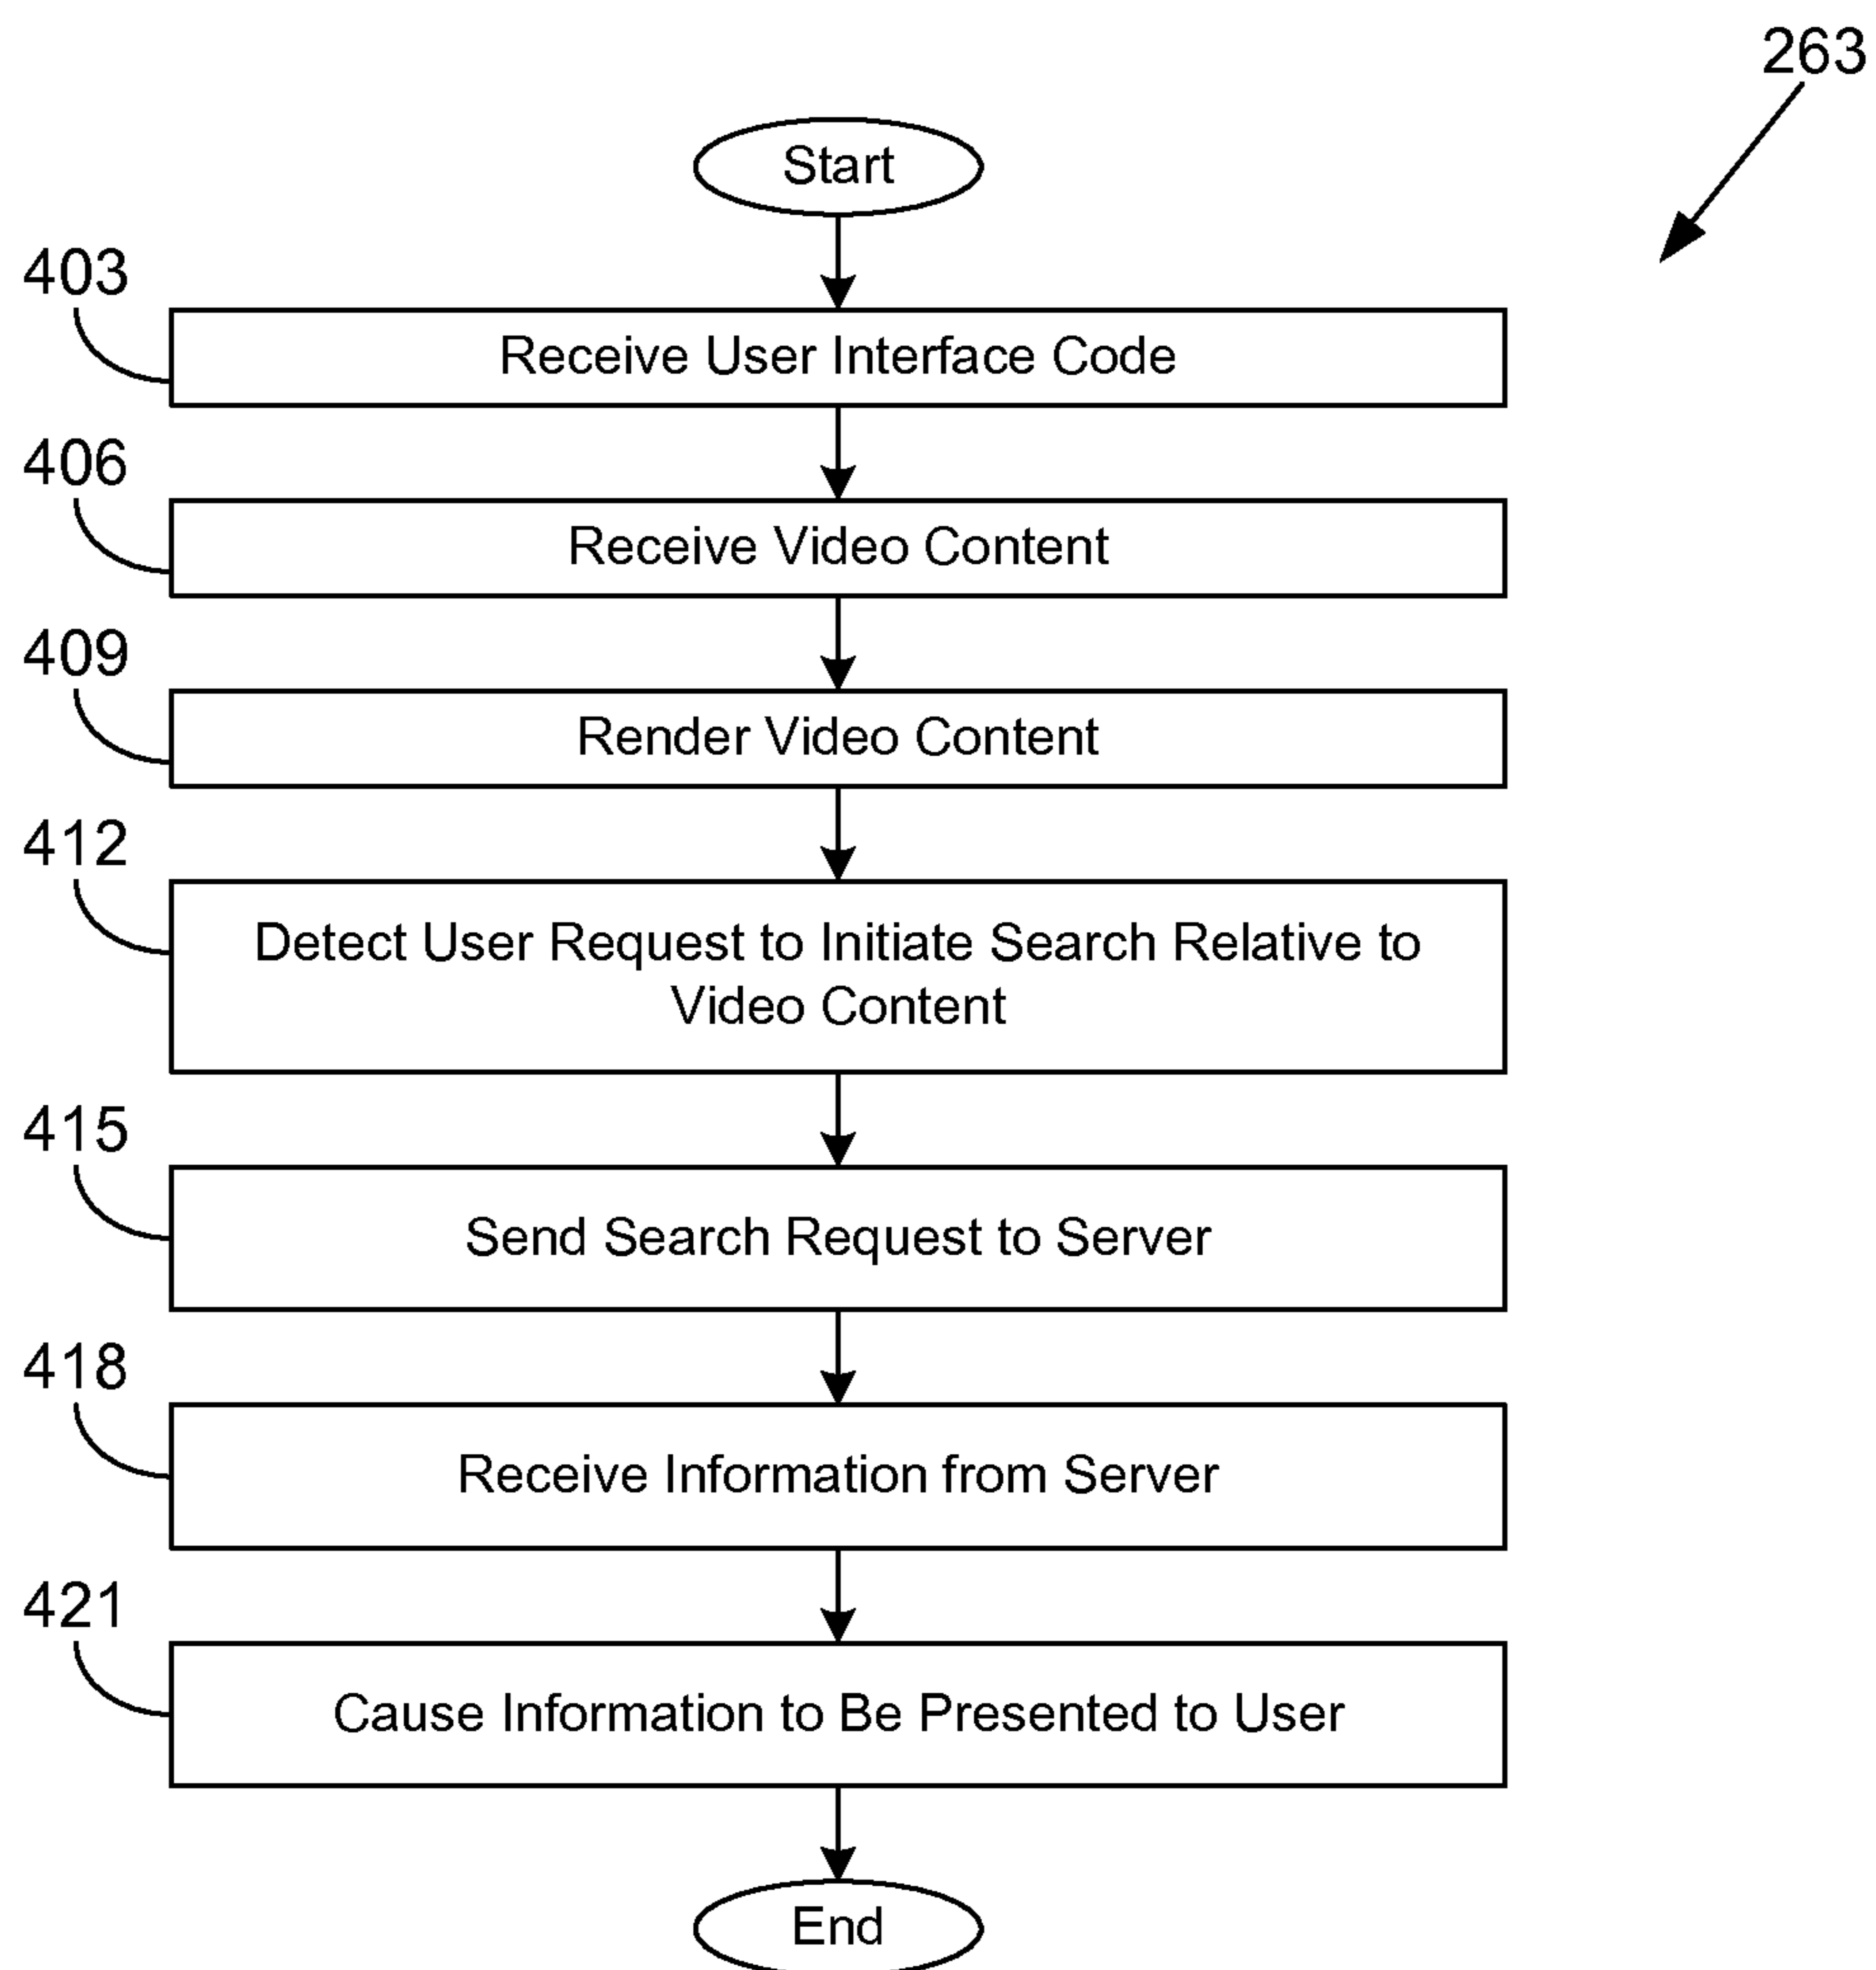 263
Start
403
Receive User Interface Code
406
Receive Video Content
409
Render Video Content
412
Detect User Request to Initiate Search Relative to
Video Content
415
Send Search Request to Server
418
Receive Information from Server
421
Cause Information to Be Presented to User
End